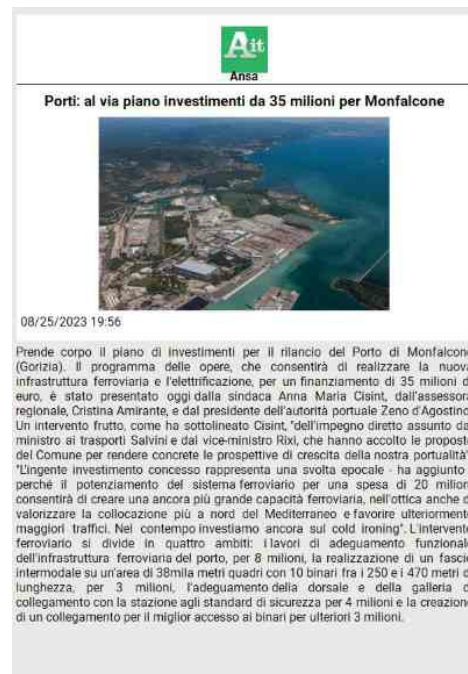 Ait
Ansa
Porti: al via piano investimenti da 35 milioni per Monfalcone
08/25/2023 19:56
Prende corpo il piano di investimenti per il rilancio del Porto di Monfalcone
(Gorizia). Il programma delle opere, che consentirà di realizzare la nuova
infrastruttura ferroviaria e l'elettrificazione, per un finanziamento di 35 milioni d
euro, è stato presentato oggi dalla sindaca Anna Maria Cisint, dall'assessora
regionale, Cristina Amirante, e dal presidente dell'autorità portuale Zeno d'Agostino
Un intervento frutto, come ha sottolineato Cisint, "dell'impegno diretto assunto da
ministro ai trasporti Salvini e dal vice-ministro Rixi, che hanno accolto le proposte
del Comune per rendere concrete le prospettive di crescita della nostra portualità"
"L'ingente investimento concesso rappresenta una svolta epocale - ha aggiunto -
perché il potenziamento del sistema ferroviario per una spesa di 20 milion
consentirà di creare una ancora più grande capacità ferroviaria, nell'ottica anche d
valorizzare la collocazione più a nord del Mediterraneo e favorire ulteriormente
maggiori traffici. Nel contempo investiamo ancora sul cold ironing". L'intervento
ferroviario si divide in quattro ambiti: i lavori di adeguamento funzionale
dell'infrastruttura ferroviaria del porto, per 8 milioni, la realizzazione di un fascio
intermodale su un'area di 38mila metri quadri con 10 binari fra i 250 e i 470 metri d
lunghezza, per 3 milioni, l'adeguamento della dorsale e della galleria d
collegamento con la stazione agli standard di sicurezza per 4 milioni e la creazione
di un collegamento per il miglior accesso ai binari per ulteriori 3 milioni.